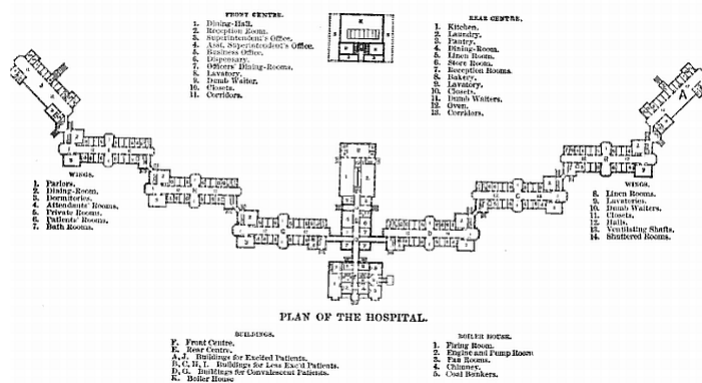 FRONT CENTRE.
1. Dining-Hall.
2. Reception Room.
3. Superintendent's Office.
4. Asst. Superintendent's Office.
5. Business Office.
6. Dispensary.
7. Officers' Dining-Rooms.
8. Lavatory.
9. Dumb Waiter.
10. Closets.
11. Corridors.
K
REAR CENTRE.
1. Kitchen.
2. Laundry.
3. Pantry.
4. Dining-Room.
5. Linen Room.
6. Store Room.
7. Reception Rooms.
8. Bakery.
9. Lavatory.
10. Closets.
11. Dumb Waiters.
12. Oven.
13. Corridors.
A
WINGS.
1. Parlors.
2. Dining-Room.
3. Dormitories.
4. Attendants' Rooms.
5. Private Rooms.
6. Patients' Rooms.
7. Bath Rooms.
WINGS.
8. Linen Rooms.
9. Lavatories.
10. Dumb Waiters.
11. Closets.
12. Halls.
13. Ventilating Shafts.
14. Shuttered Rooms.
PLAN OF THE HOSPITAL.
BUILDINGS.
F. Front Centre.
E. Rear Centre.
A, J. Buildings for Excited Patients.
B, C, H, I. Buildings for Less Exc'd Patients.
D, G. Buildings for Convalescent Patients.
K. Boiler House
BOILER HOUSE.
1. Firing Room.
2. Engine and Pump Room
3. Fan Rooms.
4. Chimney.
5. Coal Bunkers.